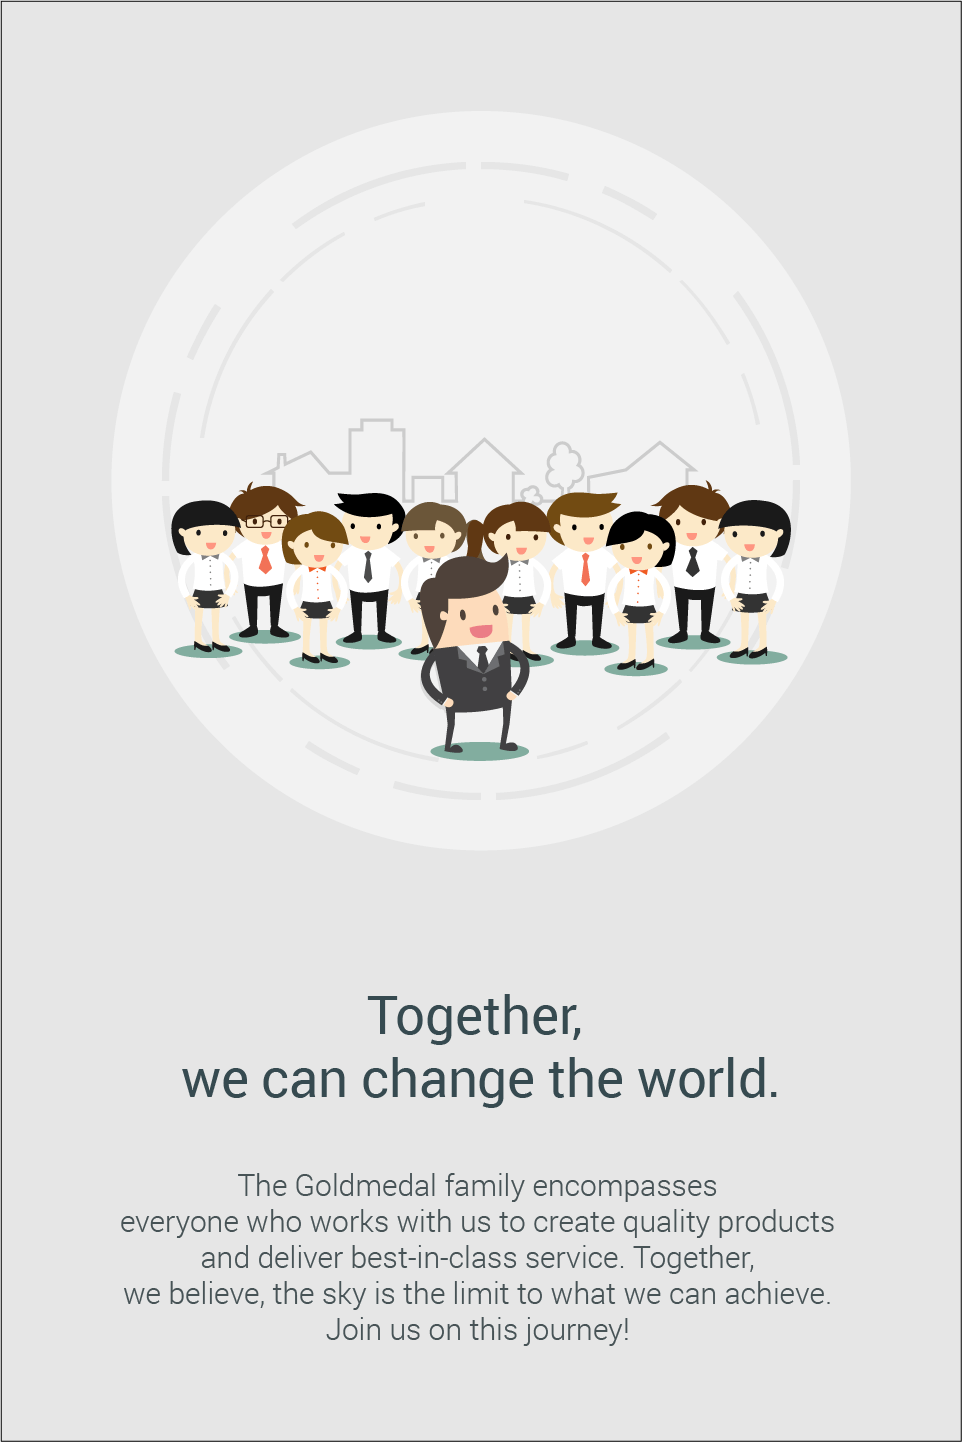 Together,
we can change the world.
The Goldmedal family encompasses
everyone who works with us to create quality products
and deliver best-in-class service. Together,
we believe, the sky is the limit to what we can achieve.
Join us on this journey!